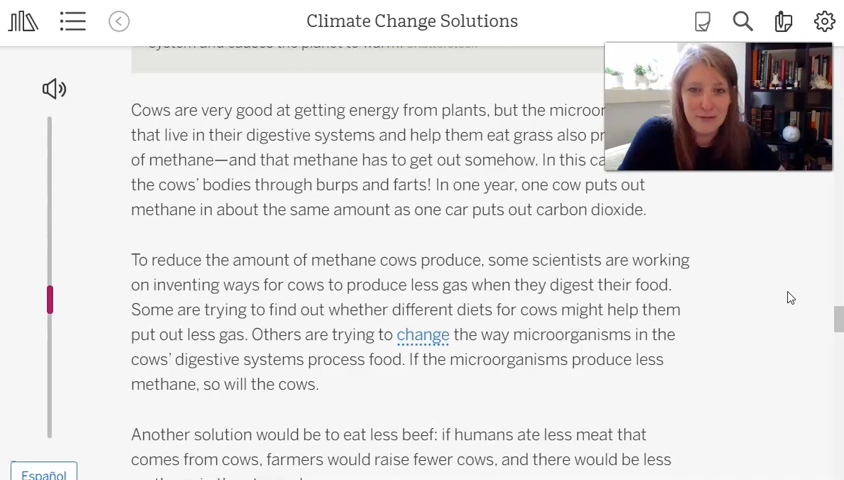 Climate Change Solutions
Cows are very good at getting energy from plants, but the
that live in their digestive systems and help them eat grass also
of methane—and that methane has to get out somehow. In this
the cows' bodies through burps and farts! In one year, one cow puts out
methane in about the same amount as one car puts out carbon dioxide.
To reduce the amount of methane cows produce, some scientists are working
on inventing ways for cows to produce less gas when they digest their food.
Some are trying to find out whether different diets for cows might help them
put out less gas. Others are trying to change the way microorganisms in the
cows' digestive systems process food. If the microorganisms produce less
methane, so will the cows.
Another solution would be to eat less beef: if humans ate less meat that
comes from cows, farmers would raise fewer cows, and there would be less
Español